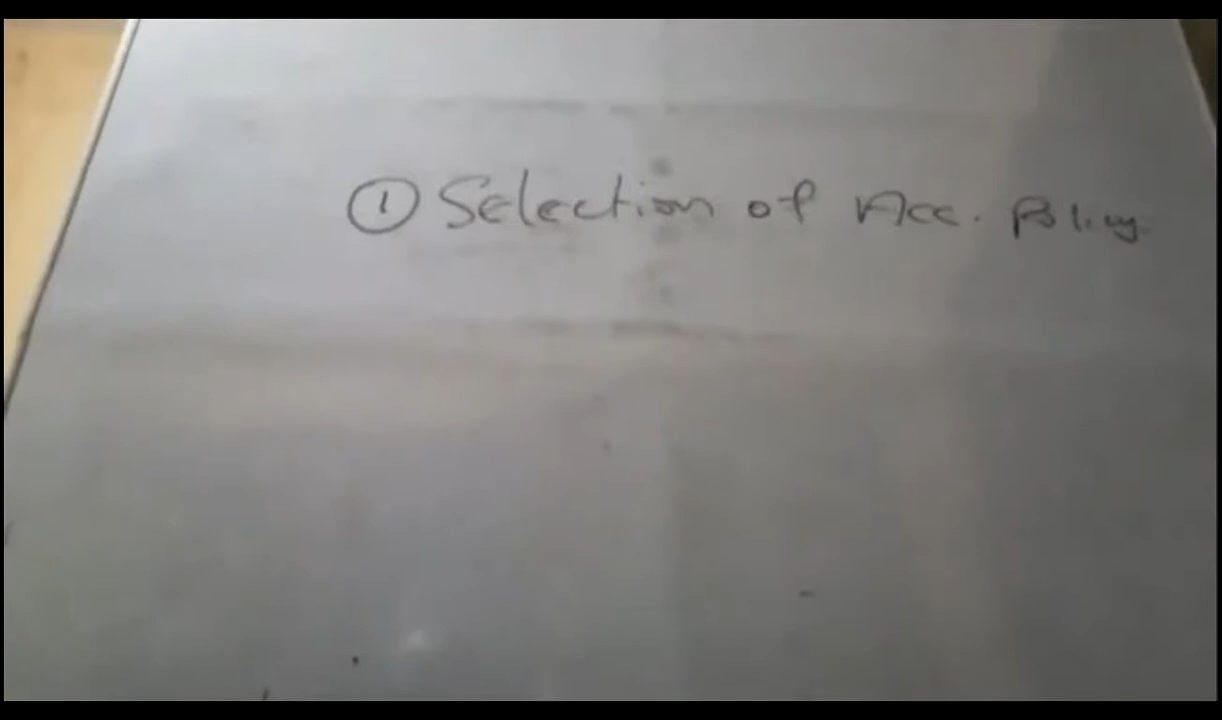 ① Selection of Acc. Policy